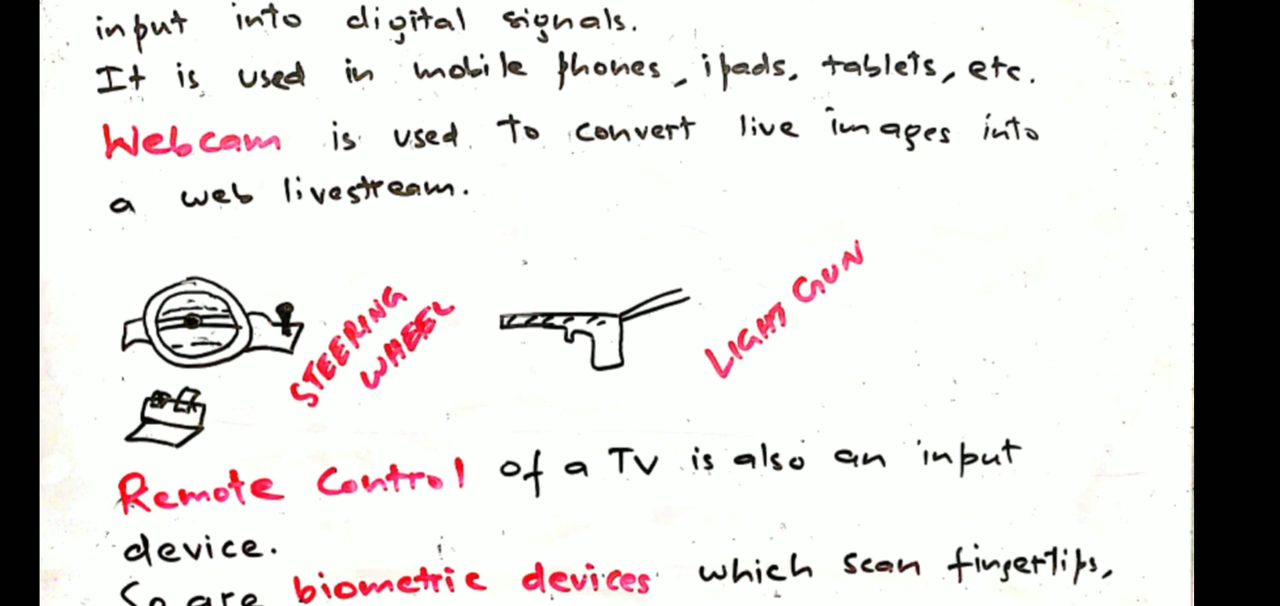 input into digital signals.
It is used in mobile phones, ipads, tablets, etc.
Webcam is used to convert live images into
a web livestream.
STEERING
WHEEL
LIGHT GUN
Remote Control of a TV is also an input
device.
So are biometric devices which scan fingertips,